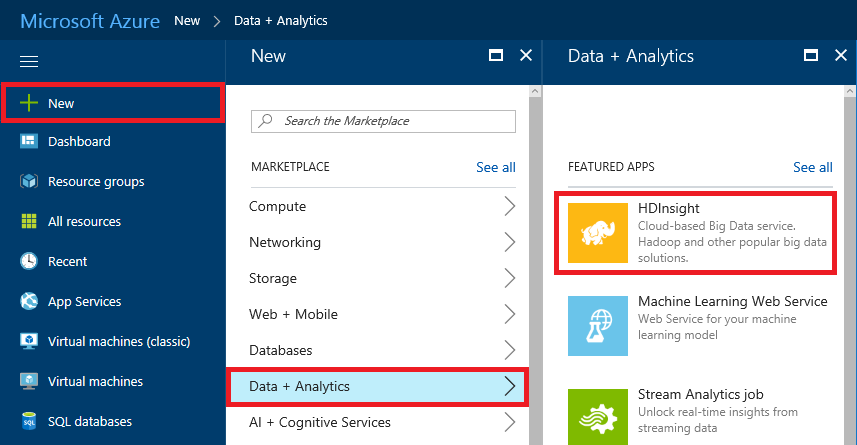 Microsoft Azure New > Data + Analytics
New
Dashboard
Resource groups
All resources
Recent
App Services
Virtual machines (classic)
Virtual machines
SQL databases
New
Search the Marketplace
MARKETPLACE See all
Compute
Networking
Storage
Web + Mobile
Databases
Data + Analytics
AI + Cognitive Services
Data + Analytics
FEATURED APPS See all
HDInsight
Cloud-based Big Data service.
Hadoop and other popular big data
solutions.
Machine Learning Web Service
Web Service for your machine
learning model
Stream Analytics job
Unlock real-time insights from
streaming data